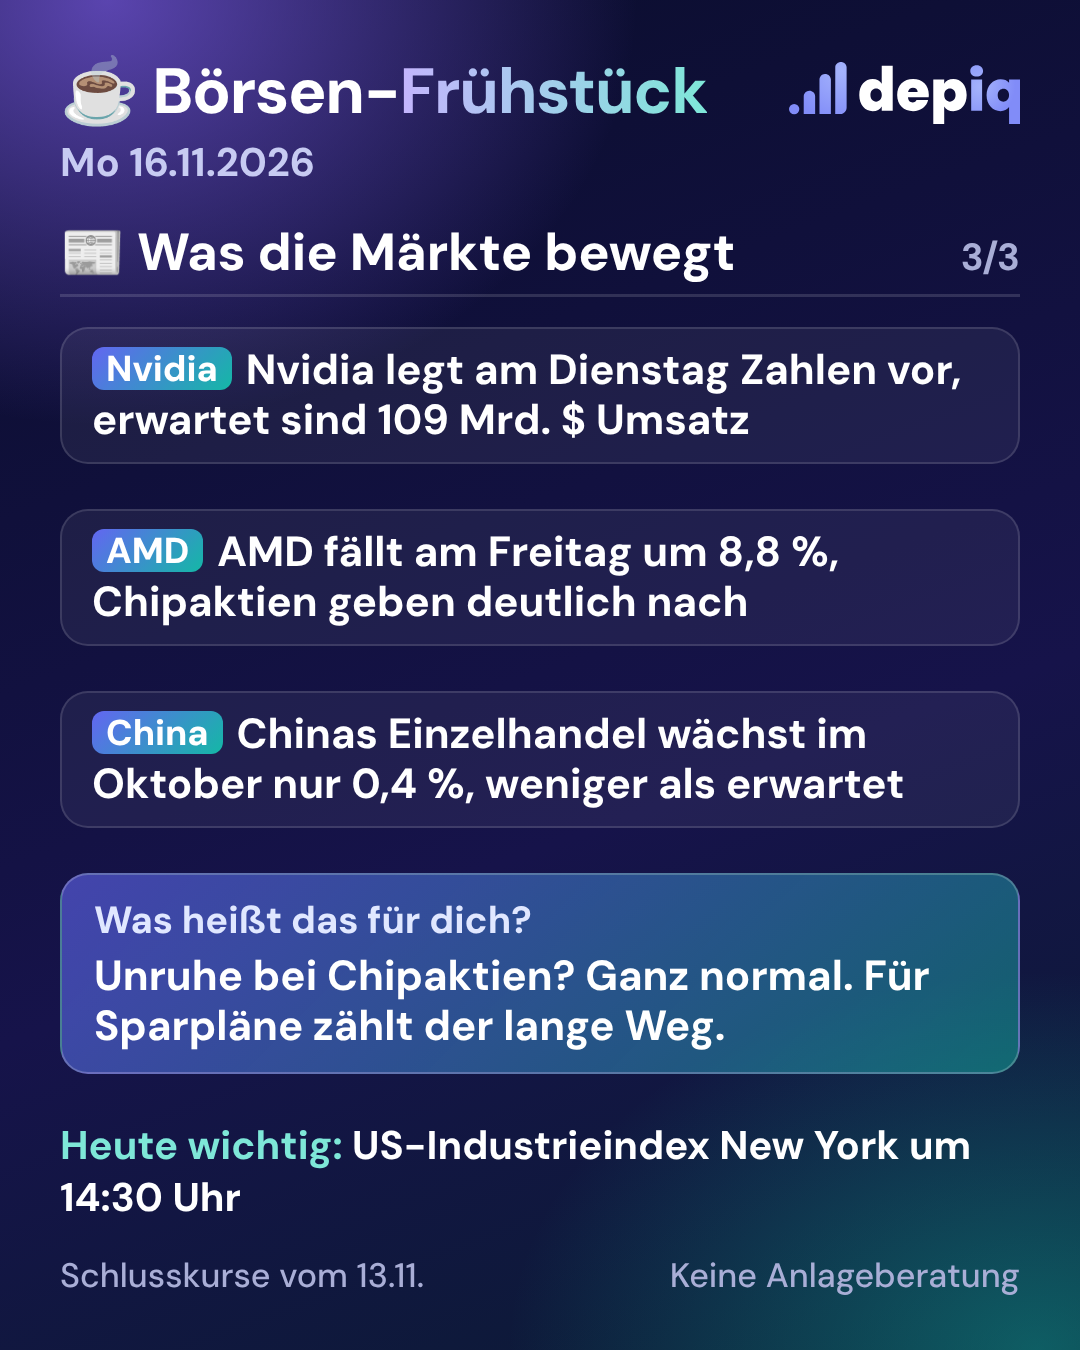 Börsen-Frühstück
depiq
Mo 16.11.2026
Was die Märkte bewegt
3/3
Nvidia Nvidia legt am Dienstag Zahlen vor,
erwartet sind 109 Mrd. $ Umsatz
AMD AMD fällt am Freitag um 8,8 %,
Chipaktien geben deutlich nach
China Chinas Einzelhandel wächst im
Oktober nur 0,4 %, weniger als erwartet
Was heißt das für dich?
Unruhe bei Chipaktien? Ganz normal. Für
Sparpläne zählt der lange Weg.
Heute wichtig: US-Industrieindex New York um
14:30 Uhr
Schlusskurse vom 13.11.
Keine Anlageberatung